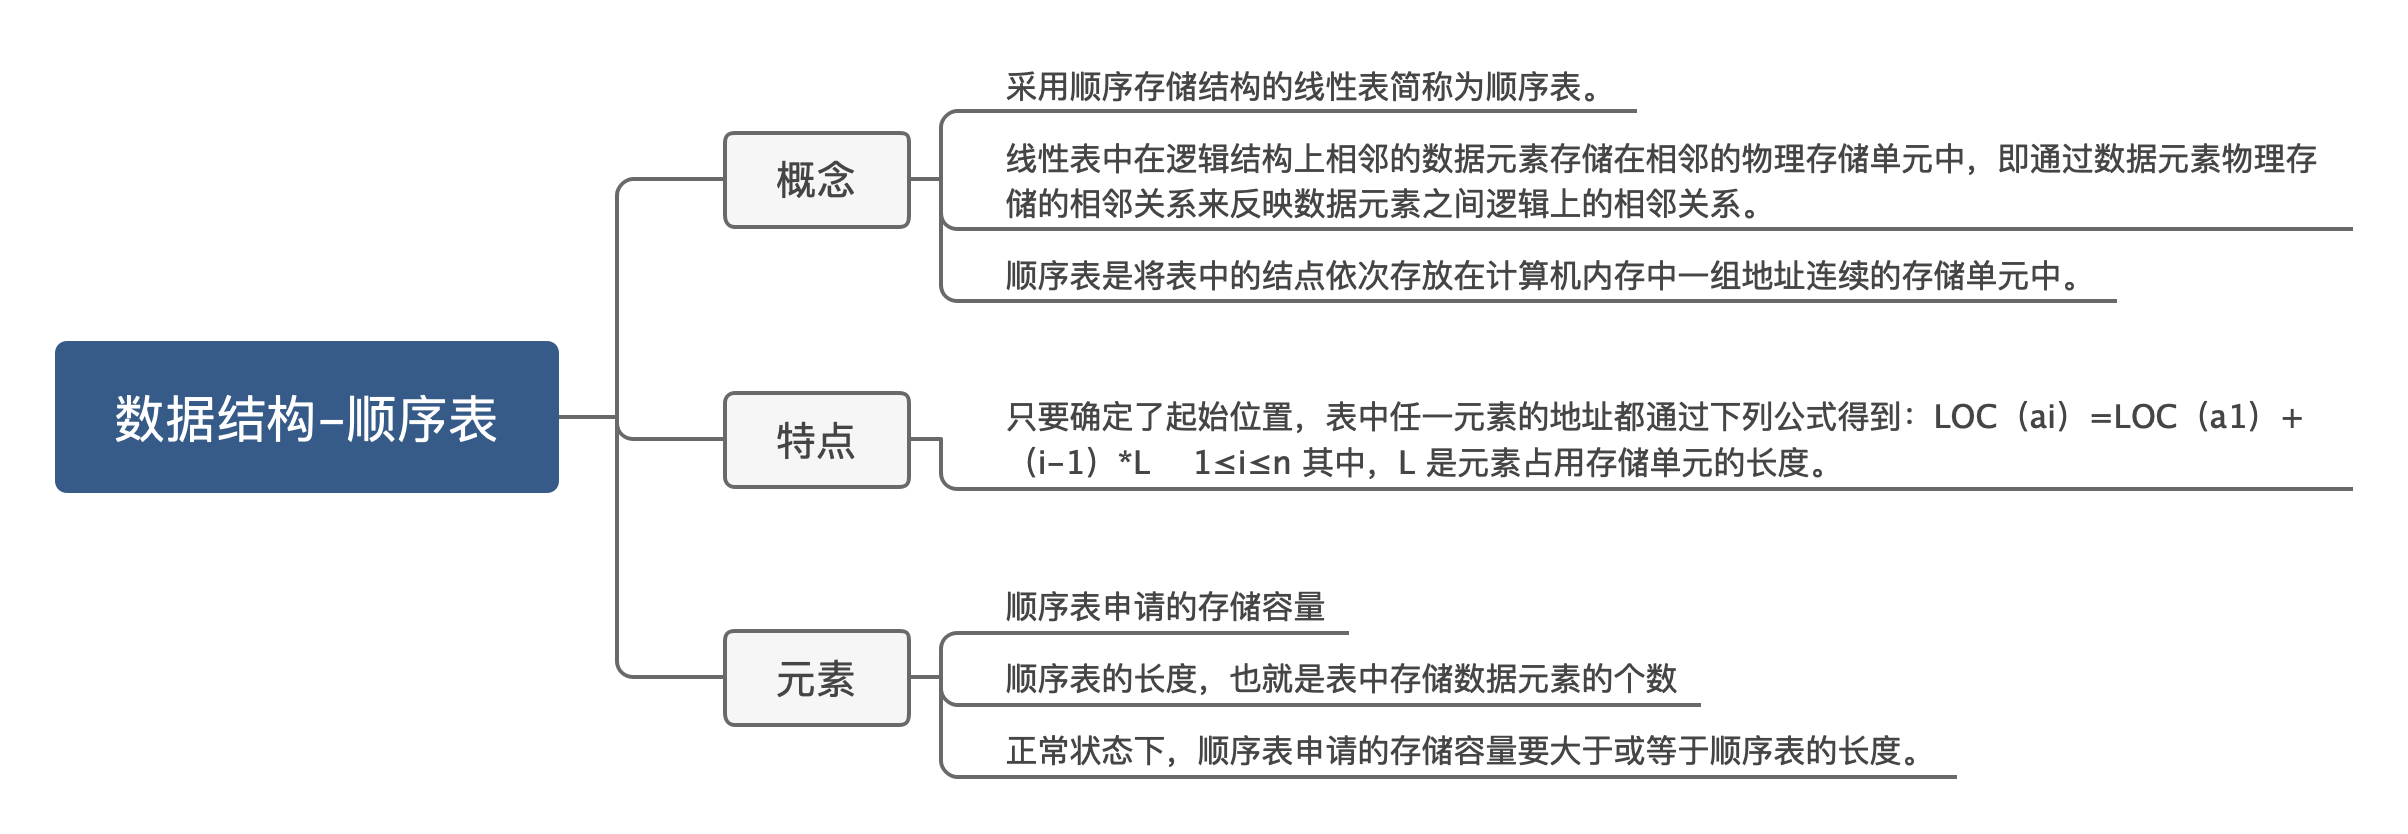 数据结构-顺序表
概念
采用顺序存储结构的线性表简称为顺序表。
线性表中在逻辑结构上相邻的数据元素存储在相邻的物理存储单元中，即通过数据元素物理存
储的相邻关系来反映数据元素之间逻辑上的相邻关系。
顺序表是将表中的结点依次存放在计算机内存中一组地址连续的存储单元中。
特点
只要确定了起始位置，表中任一元素的地址都通过下列公式得到：LOC（ai）=LOC（a1）+
（i-1）*L 1≤i≤n 其中，L 是元素占用存储单元的长度。
元素
顺序表申请的存储容量
顺序表的长度，也就是表中存储数据元素的个数
正常状态下，顺序表申请的存储容量要大于或等于顺序表的长度。